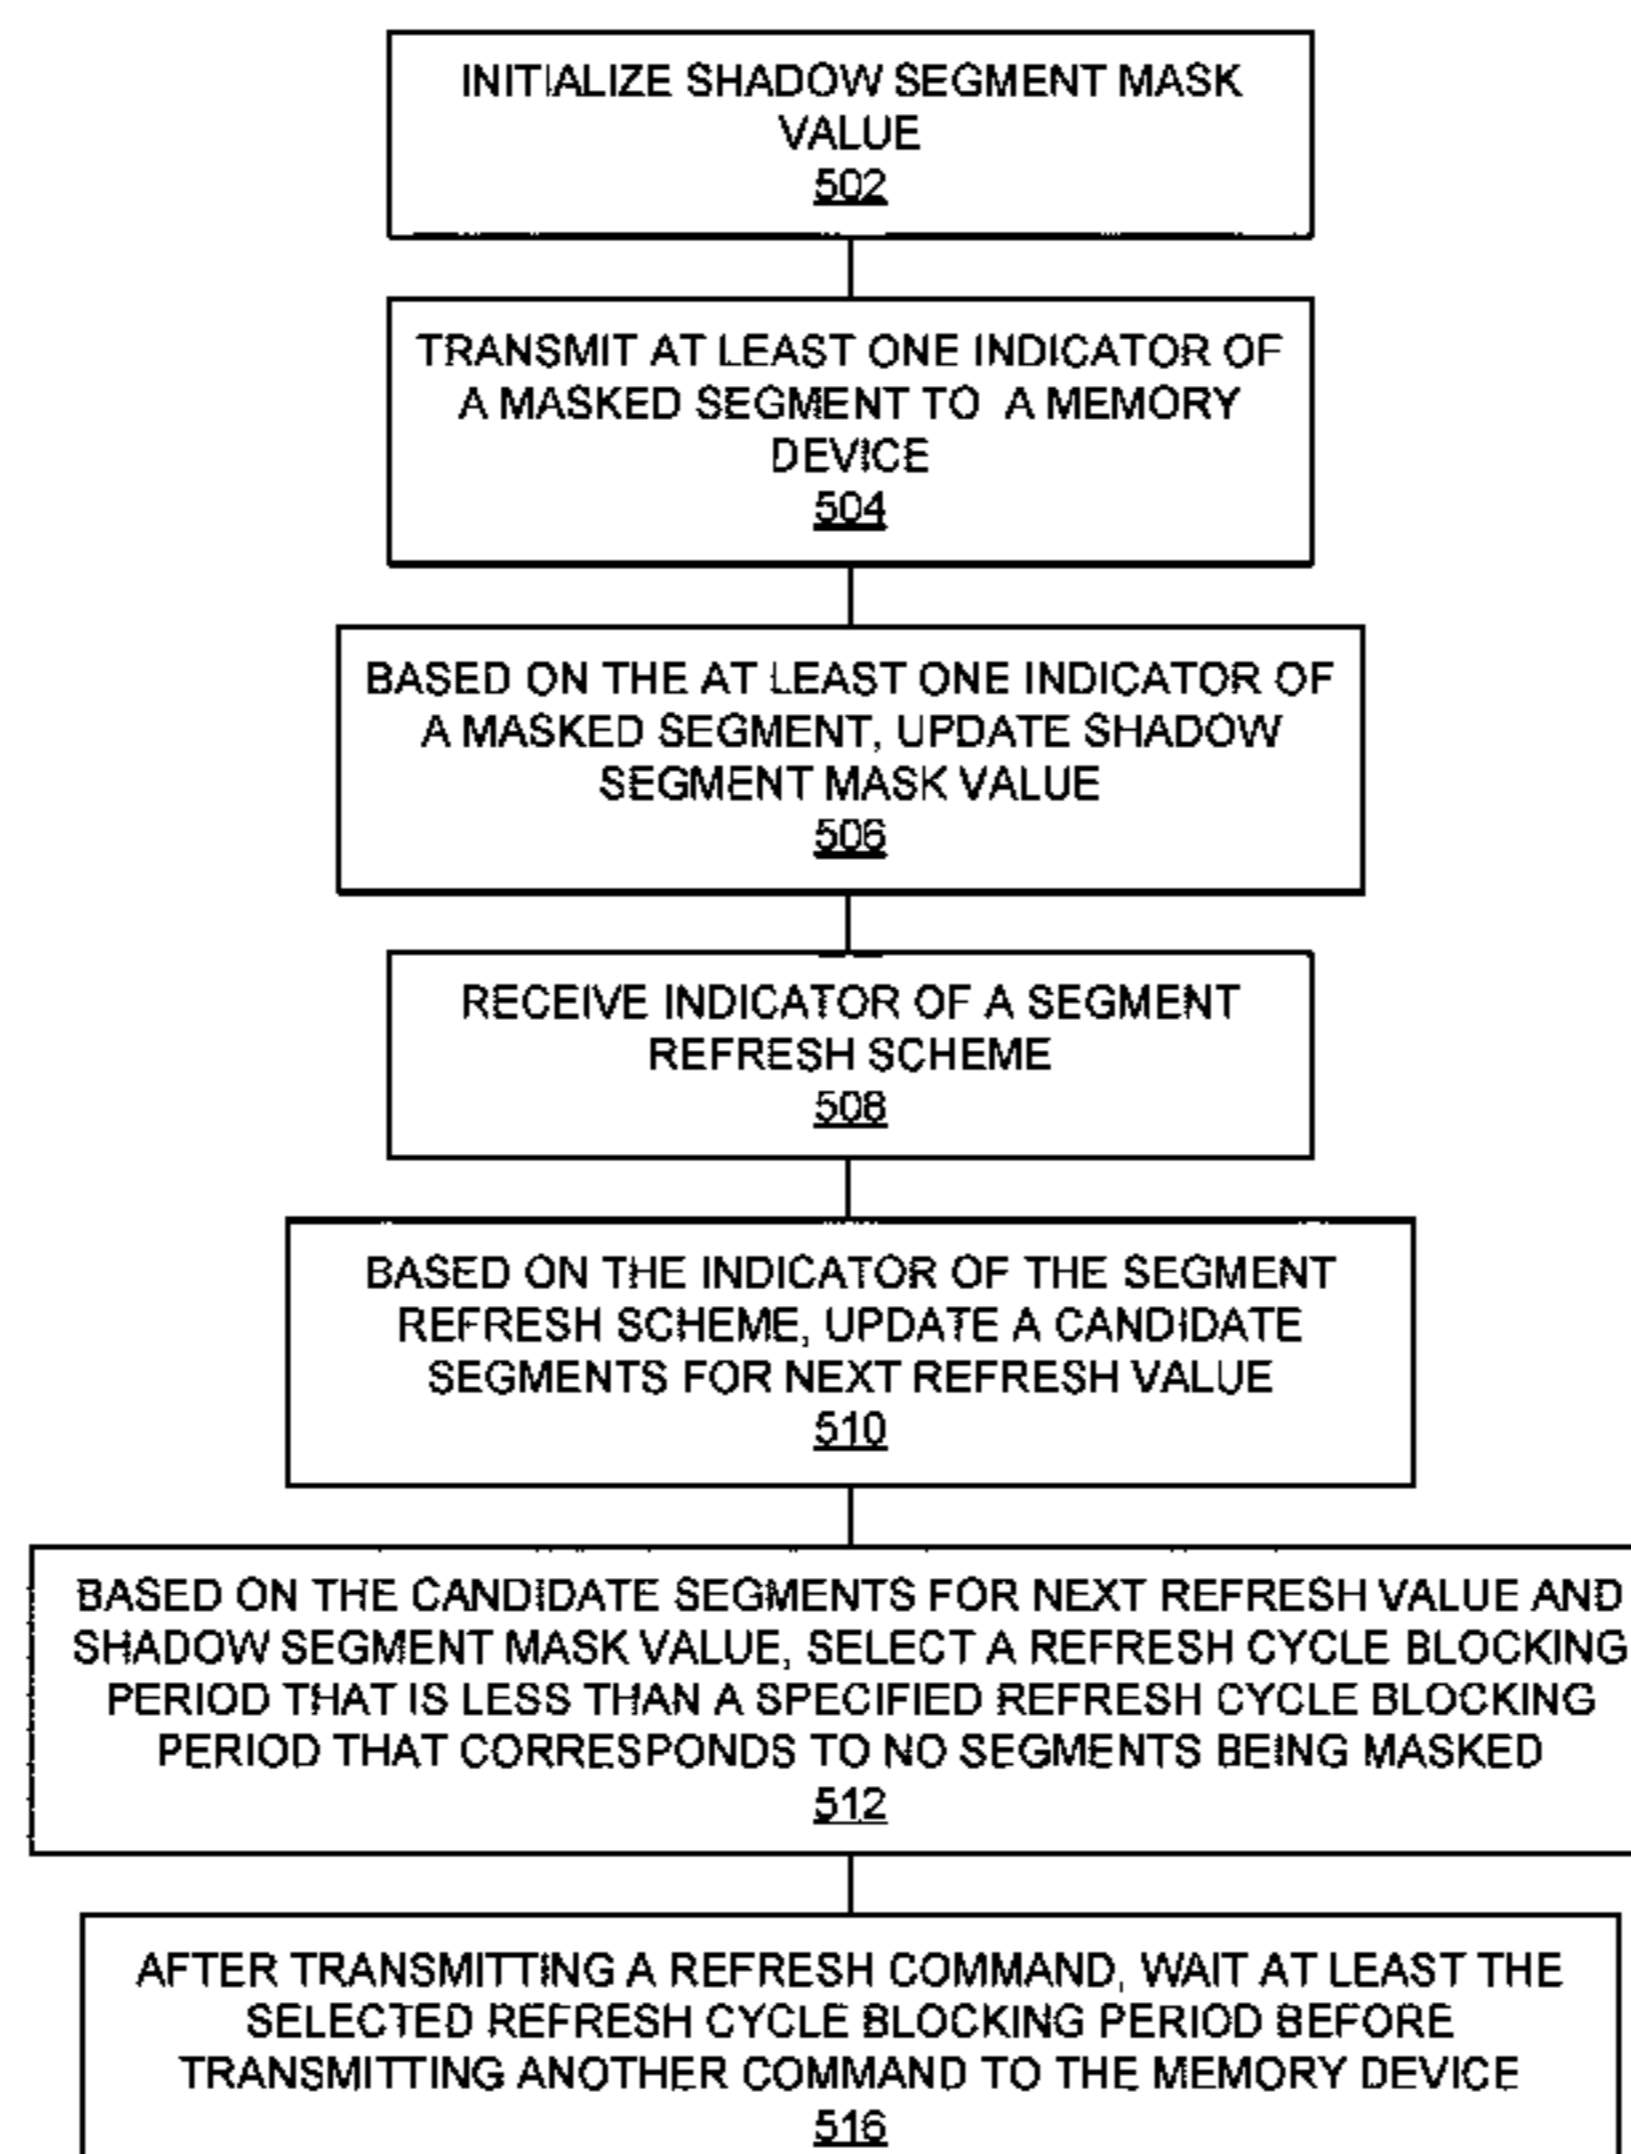 INITIALIZE SHADOW SEGMENT MASK
VALUE
502
TRANSMIT AT LEAST ONE INDICATOR OF
A MASKED SEGMENT TO A MEMORY
DEVICE
504
BASED ON THE AT LEAST ONE INDICATOR OF
A MASKED SEGMENT, UPDATE SHADOW
SEGMENT MASK VALUE
506
RECEIVE INDICATOR OF A SEGMENT
REFRESH SCHEME
508
BASED ON THE INDICATOR OF THE SEGMENT
REFRESH SCHEME, UPDATE A CANDIDATE
SEGMENTS FOR NEXT REFRESH VALUE
510
BASED ON THE CANDIDATE SEGMENTS FOR NEXT REFRESH VALUE AND
SHADOW SEGMENT MASK VALUE, SELECT A REFRESH CYCLE BLOCKING
PERIOD THAT IS LESS THAN A SPECIFIED REFRESH CYCLE BLOCKING
PERIOD THAT CORRESPONDS TO NO SEGMENTS BEING MASKED
512
AFTER TRANSMITTING A REFRESH COMMAND, WAIT AT LEAST THE
SELECTED REFRESH CYCLE BLOCKING PERIOD BEFORE
TRANSMITTING ANOTHER COMMAND TO THE MEMORY DEVICE
516